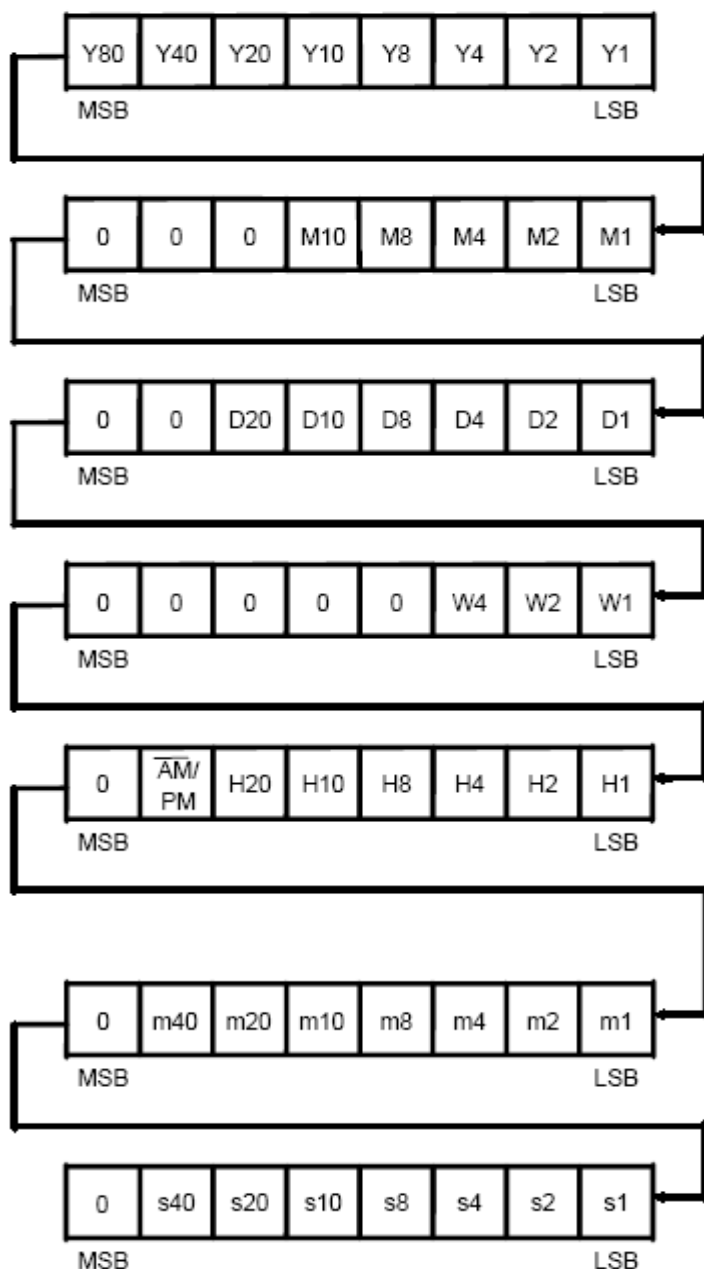 Y80 Y40 Y20 Y10 Y8 Y4 Y2 Y1
MSB LSB
0 0 0 M10 M8 M4 M2 M1
MSB LSB
0 0 D20 D10 D8 D4 D2 D1
MSB LSB
0 0 0 0 0 W4 W2 W1
MSB LSB
0 A̅M̅/ PM H20 H10 H8 H4 H2 H1
MSB LSB
0 m40 m20 m10 m8 m4 m2 m1
MSB LSB
0 s40 s20 s10 s8 s4 s2 s1
MSB LSB